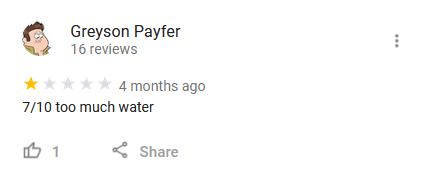 Greyson Payfer
16 reviews
4 months ago
7/10 too much water
1 Share